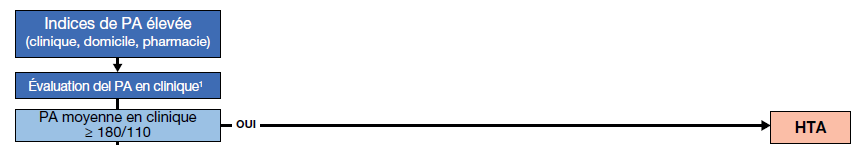 Indices de PA élevée
(clinique, domicile, pharmacie)
Évaluation del PA en clinique¹
PA moyenne en clinique
≥ 180/110
OUI
HTA